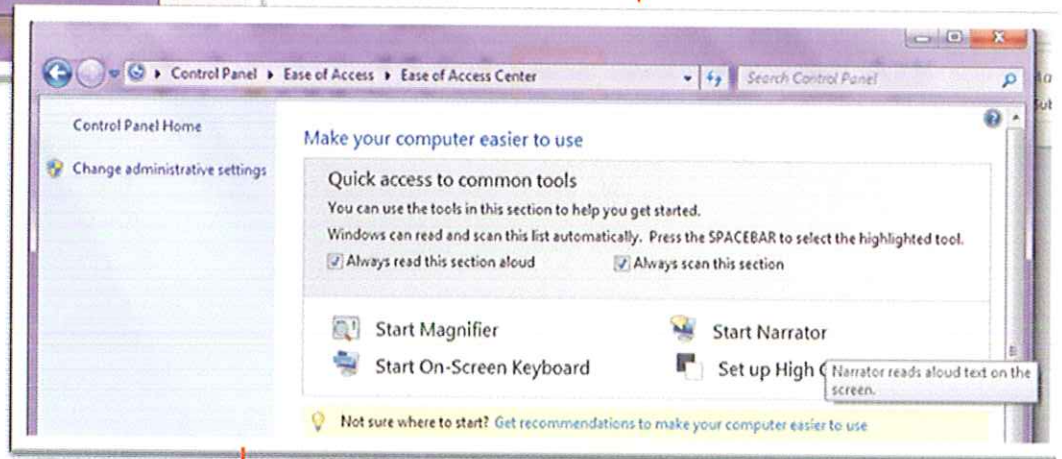 Control Panel ▸ Ease of Access ▸ Ease of Access Center
Search Control Panel
Control Panel Home
Change administrative settings
Make your computer easier to use
Quick access to common tools
You can use the tools in this section to help you get started.
Windows can read and scan this list automatically. Press the SPACEBAR to select the highlighted tool.
Always read this section aloud
Always scan this section
Start Magnifier
Start Narrator
Start On-Screen Keyboard
Set up High
Narrator reads aloud text on the
screen.
Not sure where to start? Get recommendations to make your computer easier to use